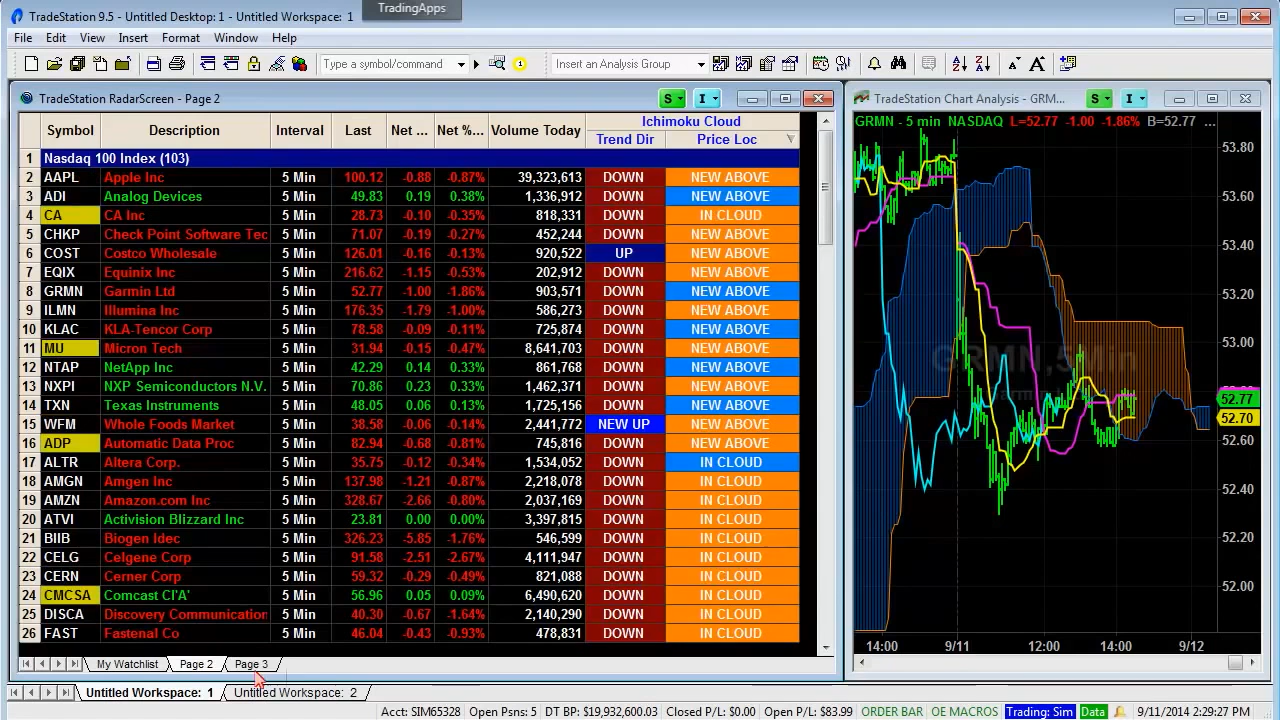 TradeStation 9.5 - Untitled Desktop: 1 - Untitled Workspace: 1
TradingApps
File Edit View Insert Format Window Help
Type a symbol/command
Insert an Analysis Group
TradeStation RadarScreen - Page 2
S I
Symbol Description Interval Last Net ... Net %... Volume Today Ichimoku Cloud
Trend Dir Price Loc
1 Nasdaq 100 Index (103)
2 AAPL Apple Inc 5 Min 100.12 -0.88 -0.87% 39,323,613 DOWN NEW ABOVE
3 ADI Analog Devices 5 Min 49.83 0.19 0.38% 1,336,912 DOWN NEW ABOVE
4 CA CA Inc 5 Min 28.73 -0.10 -0.35% 816,331 DOWN IN CLOUD
5 CHKP Check Point Software Tec 5 Min 71.07 -0.19 -0.27% 452,244 DOWN NEW ABOVE
6 COST Costco Wholesale 5 Min 126.01 -0.16 -0.13% 920,522 UP NEW ABOVE
7 EQIX Equinix Inc 5 Min 216.62 -1.15 -0.53% 202,912 DOWN NEW ABOVE
8 GRMN Garmin Ltd 5 Min 52.77 -1.00 -1.86% 903,571 DOWN NEW ABOVE
9 ILMN Illumina Inc 5 Min 176.35 -1.79 -1.00% 586,273 DOWN NEW ABOVE
10 KLAC KLA-Tencor Corp 5 Min 78.58 -0.09 -0.11% 725,874 DOWN NEW ABOVE
11 MU Micron Tech 5 Min 31.94 -0.15 -0.47% 8,641,703 DOWN NEW ABOVE
12 NTAP NetApp Inc 5 Min 42.29 0.14 0.33% 861,768 DOWN NEW ABOVE
13 NXPI NXP Semiconductors N.V. 5 Min 70.86 0.23 0.33% 1,462,371 DOWN NEW ABOVE
14 TXN Texas Instruments 5 Min 48.05 0.06 0.13% 1,725,156 DOWN NEW ABOVE
15 WFM Whole Foods Market 5 Min 38.58 -0.06 -0.14% 2,441,772 NEW UP NEW ABOVE
16 ADP Automatic Data Proc 5 Min 82.94 -0.68 -0.81% 745,816 DOWN NEW ABOVE
17 ALTR Altera Corp. 5 Min 35.75 -0.12 -0.34% 1,534,052 DOWN IN CLOUD
18 AMGN Amgen Inc 5 Min 137.98 -1.21 -0.87% 2,218,078 DOWN IN CLOUD
19 AMZN Amazon.com Inc 5 Min 328.67 -2.66 -0.80% 2,037,169 DOWN IN CLOUD
20 ATVI Activision Blizzard Inc 5 Min 23.81 0.00 0.00% 3,397,815 DOWN IN CLOUD
21 BIIB Biogen Idec 5 Min 326.23 -5.85 -1.76% 546,599 DOWN IN CLOUD
22 CELG Celgene Corp 5 Min 91.58 -2.51 -2.67% 4,111,947 DOWN IN CLOUD
23 CERN Cerner Corp 5 Min 59.32 -0.29 -0.49% 821,088 DOWN IN CLOUD
24 CMCSA Comcast Cl'A' 5 Min 56.96 0.05 0.09% 6,490,620 DOWN IN CLOUD
25 DISCA Discovery Communication 5 Min 40.30 -0.67 -1.64% 2,140,290 DOWN IN CLOUD
26 FAST Fastenal Co 5 Min 46.04 -0.43 -0.93% 478,831 DOWN IN CLOUD
My Watchlist Page 2 Page 3
TradeStation Chart Analysis - GRM...
S I
GRMN - 5 min NASDAQ L=52.77 -1.00 -1.86% B=52.77 ...
53.80
53.60
53.40
53.20
53.00
GRMN,5Min
52.77
52.70
52.60
52.40
52.20
52.00
14:00 9/11 12:00 14:00 9/12
Untitled Workspace: 1 Untitled Workspace: 2
Acct: SIM65328 Open Posns: 5 DT BP: $19,932,600.03 Closed P/L: $0.00 Open P/L: $83.99 ORDER BAR OE MACROS Trading: Sim Data 9/11/2014 2:29:27 PM